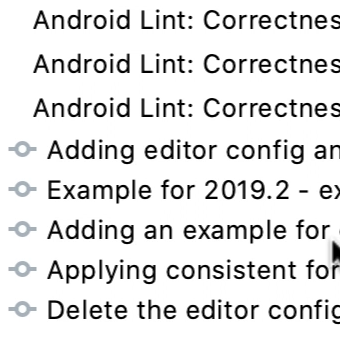 Android Lint: Correctnes
Android Lint: Correctnes
Android Lint: Correctnes
Adding editor config an
Example for 2019.2 - ex
Adding an example for
Applying consistent for
Delete the editor config